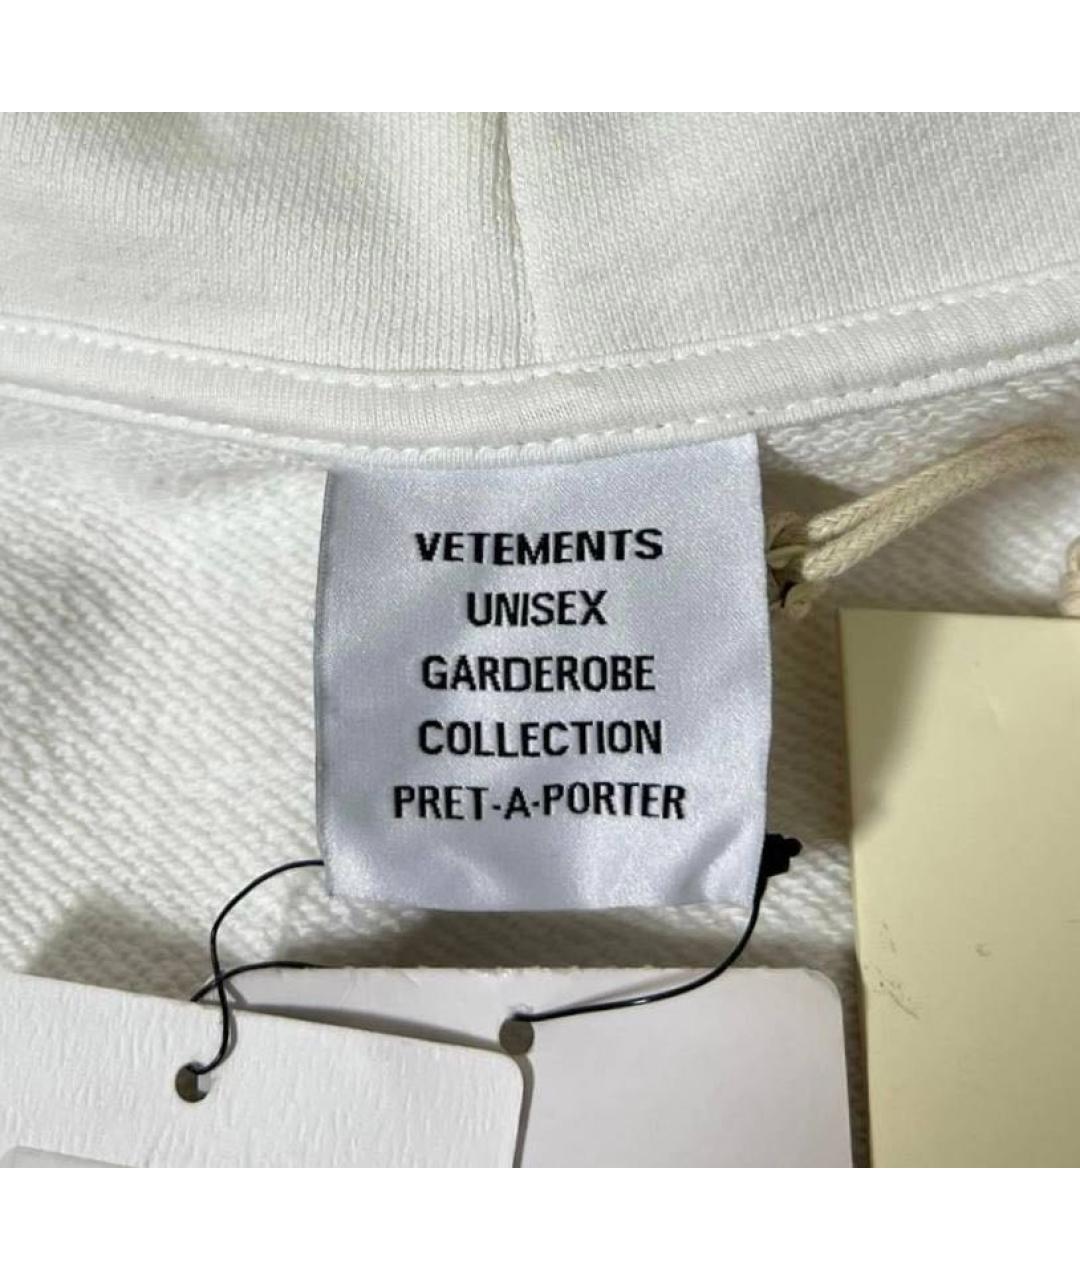 VETEMENTS
UNISEX
GARDEROBE
COLLECTION
PRET-A-PORTER